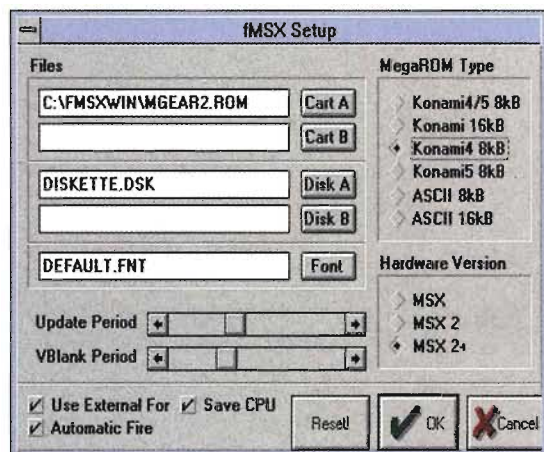 fMSX Setup
Files
C:\FMSXWIN\MGEAR2.ROM
Cart A
Cart B
DISKETTE.DSK
Disk A
Disk B
DEFAULT.FNT
Font
Update Period
VBlank Period
Use External For
Save CPU
Automatic Fire
MegaROM Type
Konami4/5 8kB
Konami 16kB
Konami4 8kB
Konami5 8kB
ASCII 8kB
ASCII 16kB
Hardware Version
MSX
MSX 2
MSX 2+
Reset!
OK
Cancel